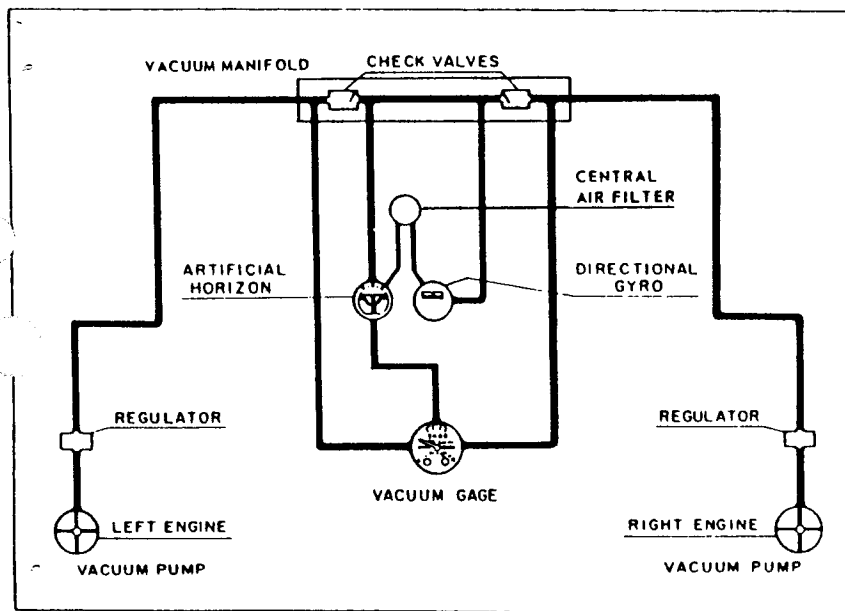 VACUUM MANIFOLD
CHECK VALVES
CENTRAL
AIR FILTER
ARTIFICIAL
HORIZON
DIRECTIONAL
GYRO
REGULATOR
REGULATOR
VACUUM GAGE
LEFT ENGINE
RIGHT ENGINE
VACUUM PUMP
VACUUM PUMP